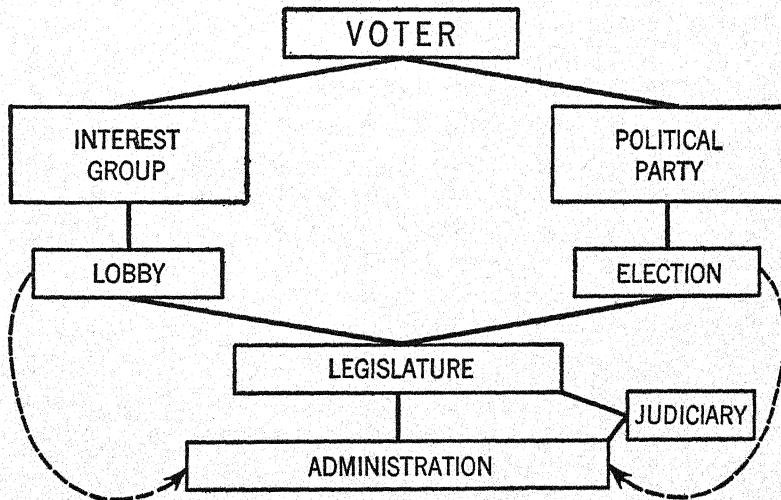 VOTER
INTEREST
GROUP
POLITICAL
PARTY
LOBBY
ELECTION
LEGISLATURE
JUDICIARY
ADMINISTRATION